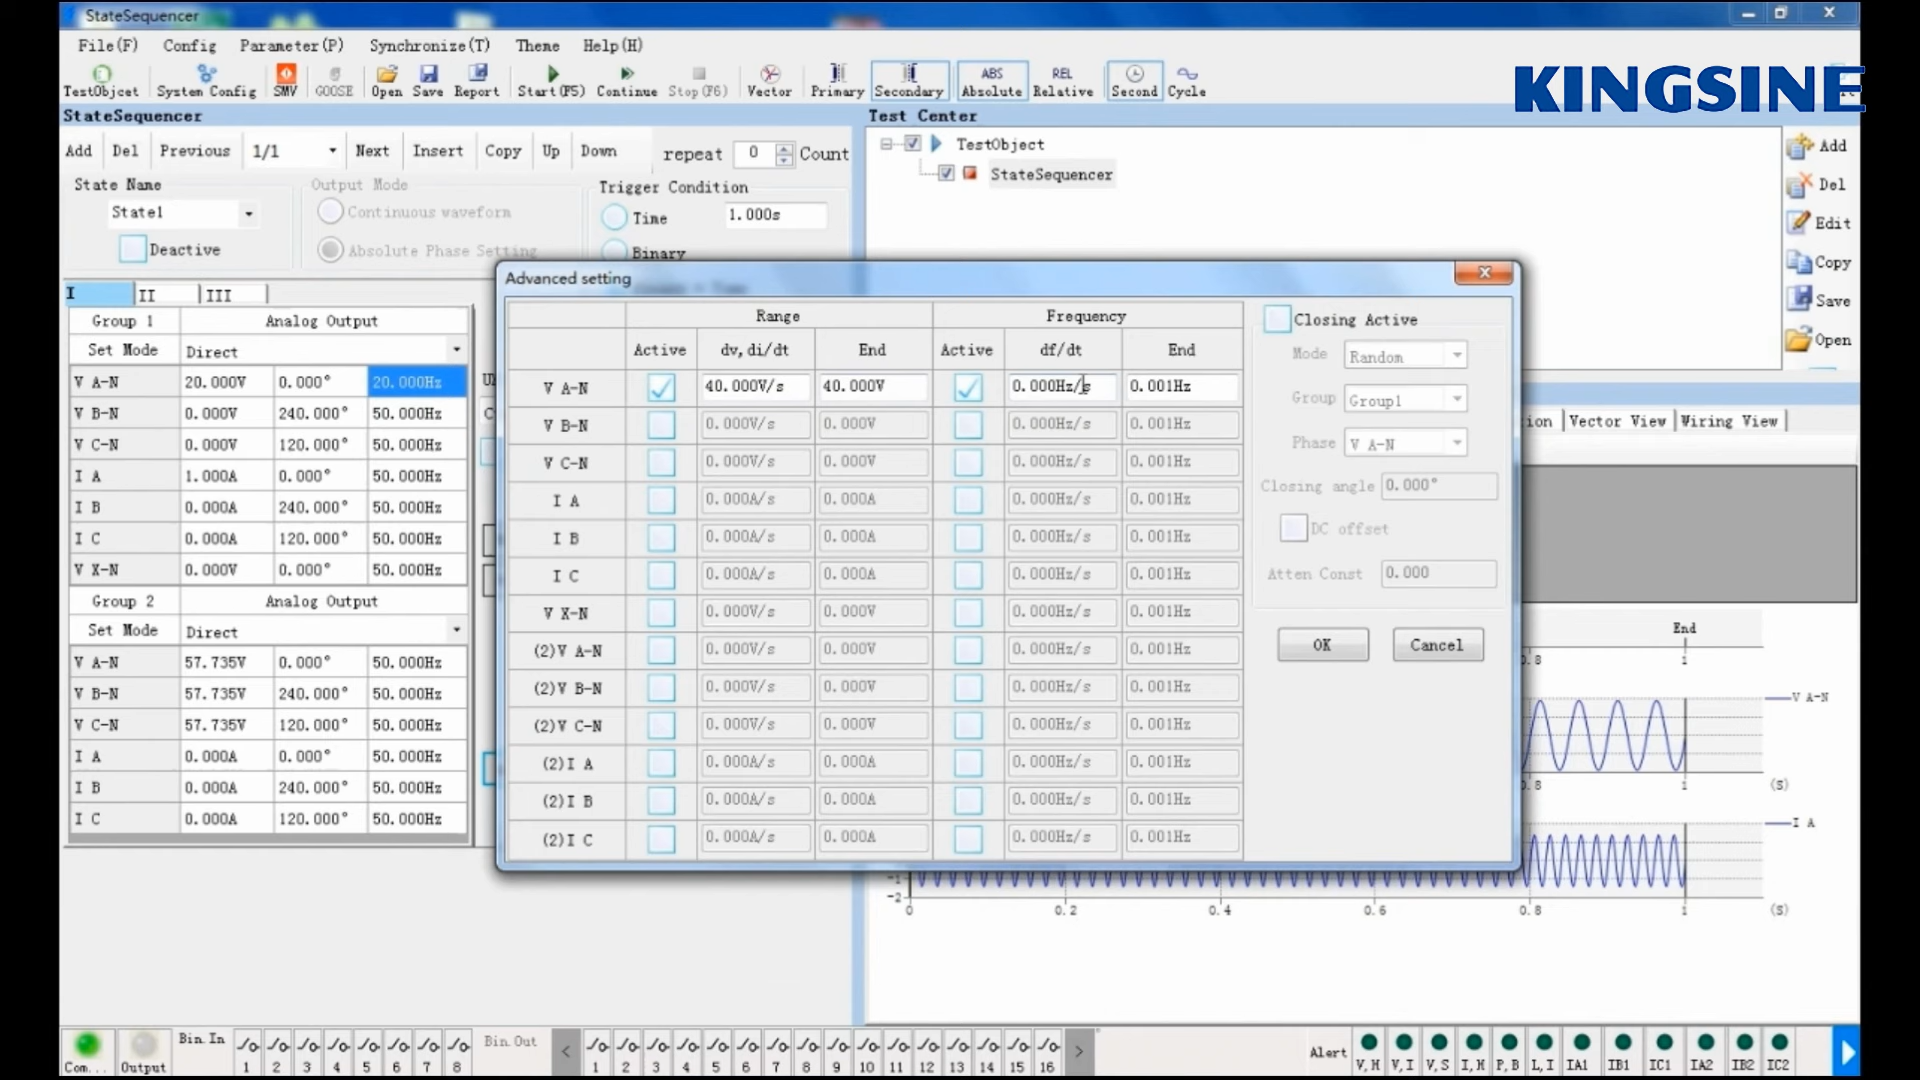 StateSequencer
File(F) Config Parameter(P) Synchronize(T) Theme Help(H)
TestObjcet System Config SMV GOOSE Open Save Report Start(F5) Continue Stop(F6) Vector Primary Secondary ABS Absolute REL Relative Second Cycle
KINGSINE
StateSequencer
Test Center
Add Del Previous 1/1 Next Insert Copy Up Down repeat 0 Count
State Name
State1
Deactive
Output Mode
Continuous waveform
Absolute Phase Setting
Trigger Condition
Time 1.000s
Binary
TestObject
StateSequencer
Add
Del
Edit
Copy
Save
Open
I II III
Group 1 Analog Output
Set Mode Direct
V A-N 20.000V 0.000° 20.000Hz
V B-N 0.000V 240.000° 50.000Hz
V C-N 0.000V 120.000° 50.000Hz
I A 1.000A 0.000° 50.000Hz
I B 0.000A 240.000° 50.000Hz
I C 0.000A 120.000° 50.000Hz
V X-N 0.000V 0.000° 50.000Hz
Group 2 Analog Output
Set Mode Direct
V A-N 57.735V 0.000° 50.000Hz
V B-N 57.735V 240.000° 50.000Hz
V C-N 57.735V 120.000° 50.000Hz
I A 0.000A 0.000° 50.000Hz
I B 0.000A 240.000° 50.000Hz
I C 0.000A 120.000° 50.000Hz
Advanced setting
Range Frequency
Active dv,di/dt End Active df/dt End
V A-N 40.000V/s 40.000V 0.000Hz/s 0.001Hz
V B-N 0.000V/s 0.000V 0.000Hz/s 0.001Hz
V C-N 0.000V/s 0.000V 0.000Hz/s 0.001Hz
I A 0.000A/s 0.000A 0.000Hz/s 0.001Hz
I B 0.000A/s 0.000A 0.000Hz/s 0.001Hz
I C 0.000A/s 0.000A 0.000Hz/s 0.001Hz
V X-N 0.000V/s 0.000V 0.000Hz/s 0.001Hz
(2)V A-N 0.000V/s 0.000V 0.000Hz/s 0.001Hz
(2)V B-N 0.000V/s 0.000V 0.000Hz/s 0.001Hz
(2)V C-N 0.000V/s 0.000V 0.000Hz/s 0.001Hz
(2)I A 0.000A/s 0.000A 0.000Hz/s 0.001Hz
(2)I B 0.000A/s 0.000A 0.000Hz/s 0.001Hz
(2)I C 0.000A/s 0.000A 0.000Hz/s 0.001Hz
Closing Active
Mode Random
Group Group1
Phase V A-N
Closing angle 0.000°
DC offset
Atten Const 0.000
OK Cancel
ion Vector View Wiring View
End
0.8 1
V A-N
0.8 1 (S)
I A
-1
-2
0 0.2 0.4 0.6 0.8 1 (S)
Com... Output Bin.In 1 2 3 4 5 6 7 8 Bin.Out < 1 2 3 4 5 6 7 8 9 10 11 12 13 14 15 16 > Alert V,H V,I V,S I,H P,B L,I IA1 IB1 IC1 IA2 IB2 IC2